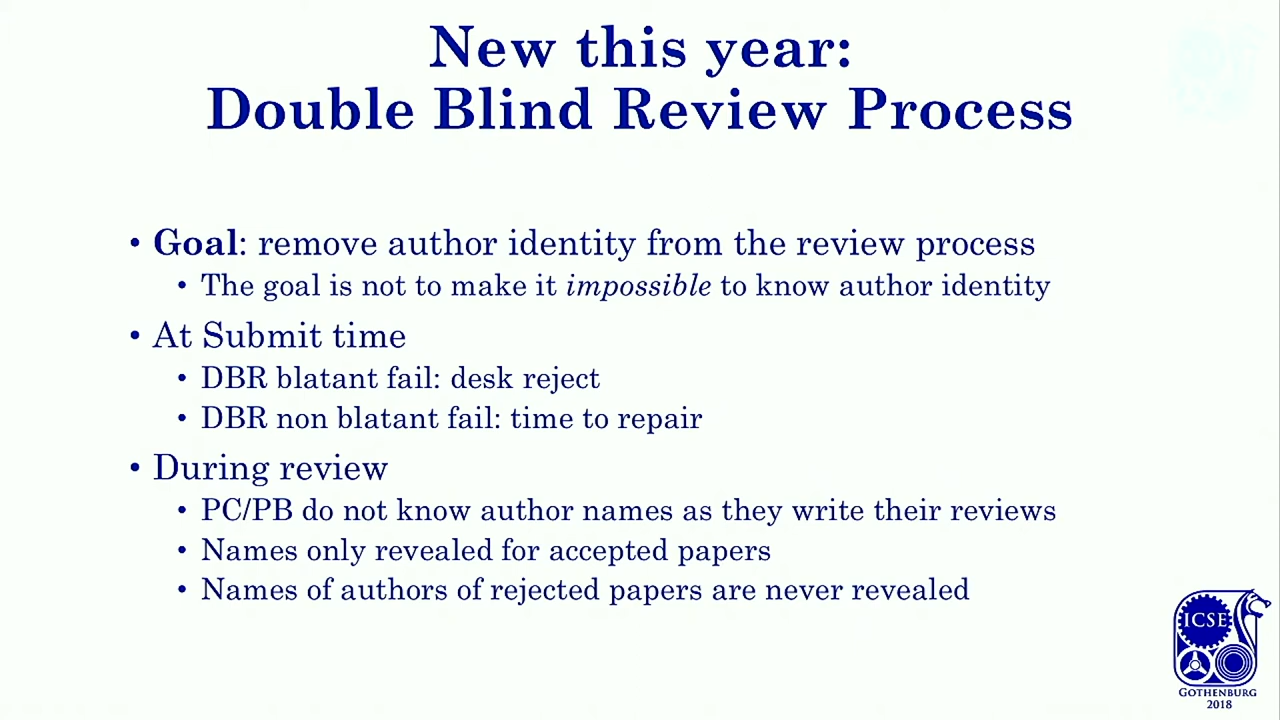 New this year:
Double Blind Review Process
• Goal: remove author identity from the review process
• The goal is not to make it impossible to know author identity
• At Submit time
• DBR blatant fail: desk reject
• DBR non blatant fail: time to repair
• During review
• PC/PB do not know author names as they write their reviews
• Names only revealed for accepted papers
• Names of authors of rejected papers are never revealed
ICSE
GOTHENBURG
2018